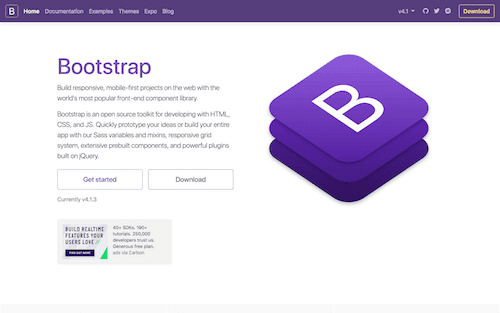 B Home Documentation Examples Themes Expo Blog v4.1 Download
Bootstrap
Build responsive, mobile-first projects on the web with the
world's most popular front-end component library.
Bootstrap is an open source toolkit for developing with HTML,
CSS, and JS. Quickly prototype your ideas or build your entire
app with our Sass variables and mixins, responsive grid
system, extensive prebuilt components, and powerful plugins
built on jQuery.
Get started Download
Currently v4.1.3
BUILD REALTIME
FEATURES YOUR
USERS LOVE //
FIND OUT MORE
40+ SDKs. 190+
tutorials. 250,000
developers trust us.
Generous free plan.
ads via Carbon
B